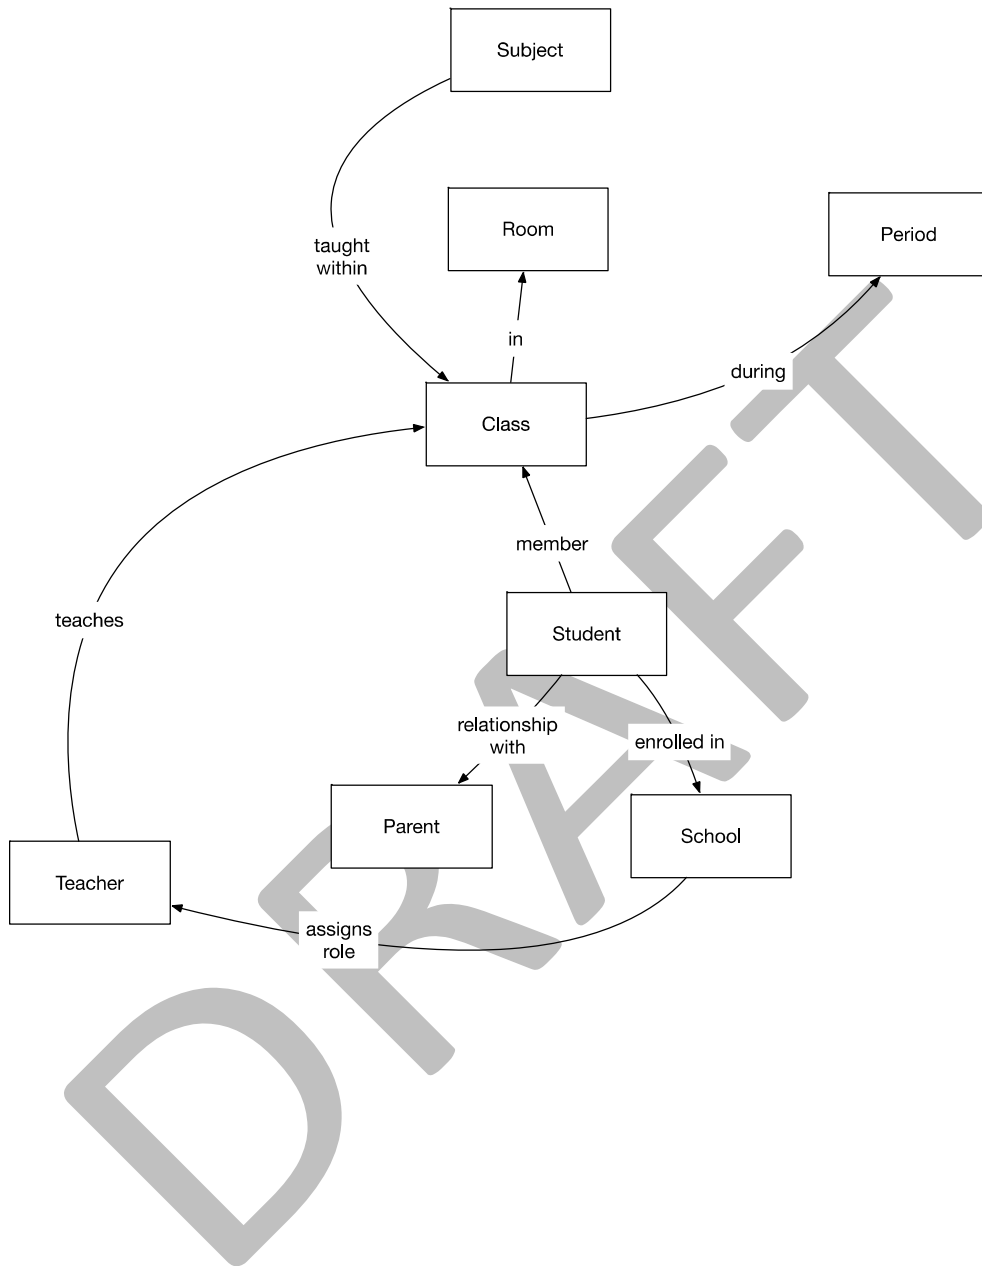 Subject
Room
Period
taught
within
in
during
Class
member
teaches
Student
relationship
with
enrolled in
Parent
School
Teacher
assigns
role
DRAFT